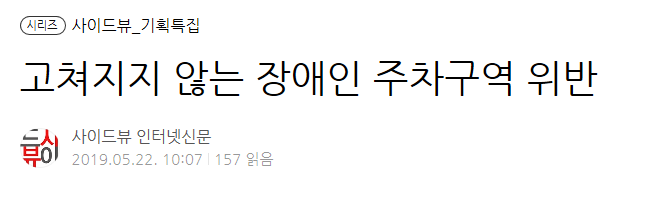 시리즈 사이드뷰_기획특집
고쳐지지 않는 장애인 주차구역 위반
사이드뷰 인터넷신문
2019.05.22. 10:07 | 157 읽음